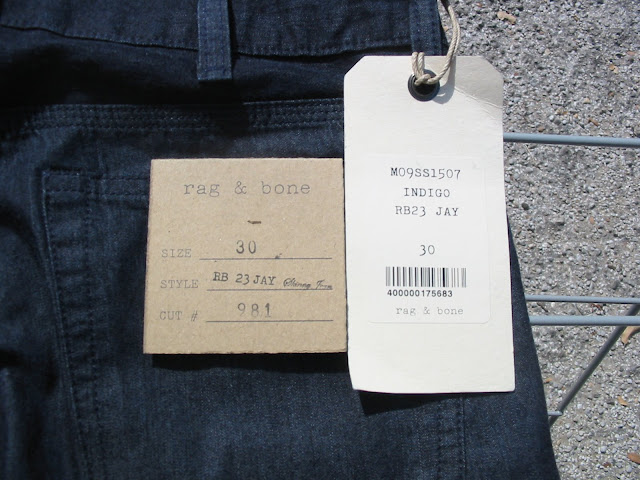 rag & bone
SIZE 30
STYLE RB 23 JAY
CUT # 981
M09SS1507
INDIGO
RB23 JAY
30
400000175683
rag & bone